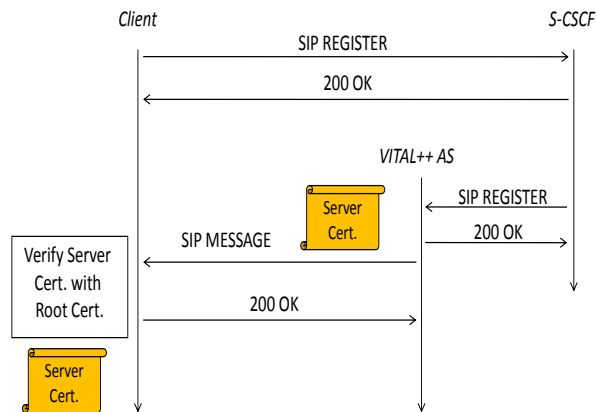 Client
S-CSCF
SIP REGISTER
200 OK
VITAL++ AS
SIP REGISTER
Server
Cert.
200 OK
SIP MESSAGE
Verify Server
Cert. with
Root Cert.
200 OK
Server
Cert.